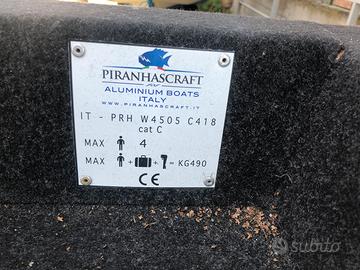 PIRANHASCRAFT
ALUMINIUM BOATS
ITALY
WWW.PIRANHASCRAFT.IT
IT - PRH W4505 C418
cat C
MAX 4
MAX + + = KG490
CE
subito